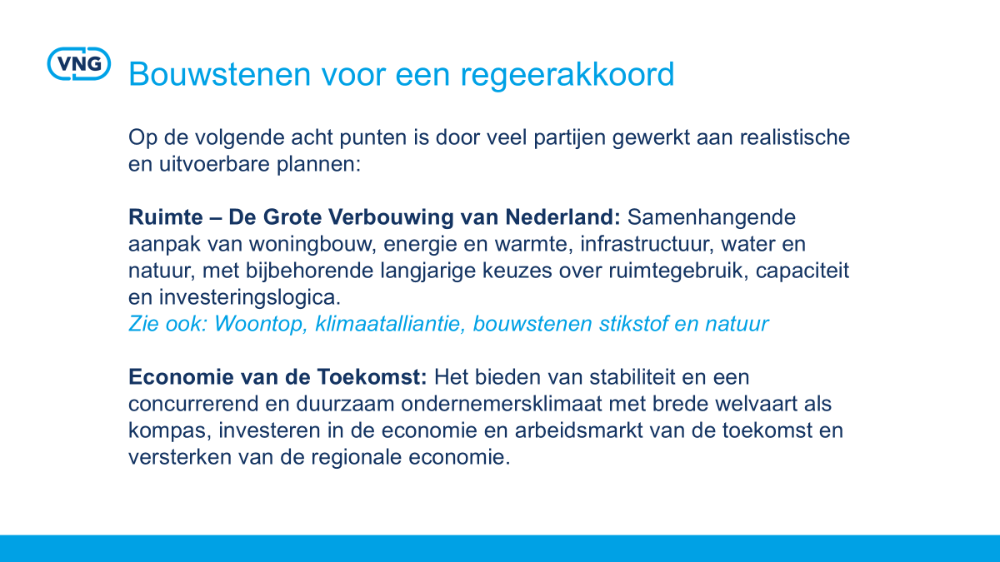 VNG
Bouwstenen voor een regeerakkoord
Op de volgende acht punten is door veel partijen gewerkt aan realistische
en uitvoerbare plannen:
Ruimte – De Grote Verbouwing van Nederland: Samenhangende
aanpak van woningbouw, energie en warmte, infrastructuur, water en
natuur, met bijbehorende langjarige keuzes over ruimtegebruik, capaciteit
en investeringslogica.
Zie ook: Woontop, klimaatalliantie, bouwstenen stikstof en natuur
Economie van de Toekomst: Het bieden van stabiliteit en een
concurrerend en duurzaam ondernemersklimaat met brede welvaart als
kompas, investeren in de economie en arbeidsmarkt van de toekomst en
versterken van de regionale economie.